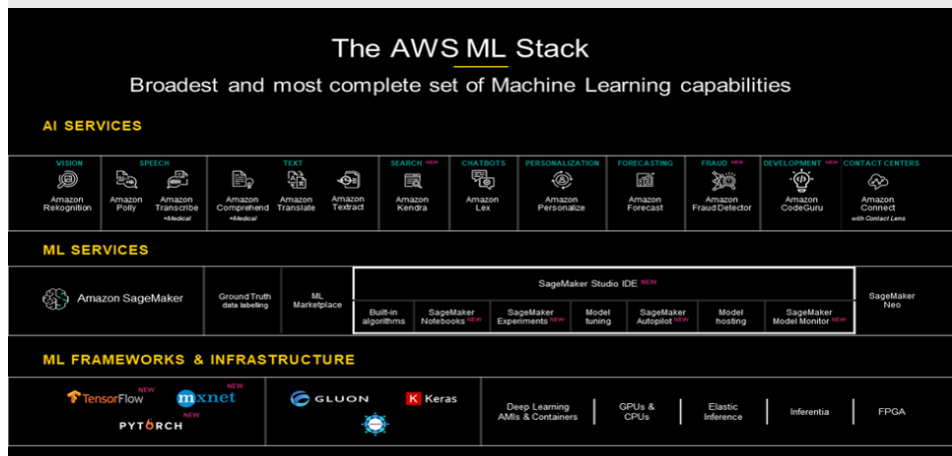 The AWS ML Stack
Broadest and most complete set of Machine Learning capabilities
AI SERVICES
VISION
SPEECH
TEXT
SEARCH NEW
CHATBOTS
PERSONALIZATION
FORECASTING
FRAUD NEW
DEVELOPMENT NEW
CONTACT CENTERS
Amazon
Rekognition
Amazon
Polly
Amazon
Transcribe
+Medical
Amazon
Comprehend
+Medical
Amazon
Translate
Amazon
Textract
Amazon
Kendra
Amazon
Lex
Amazon
Personalize
Amazon
Forecast
Amazon
Fraud Detector
Amazon
CodeGuru
Amazon
Connect
with Contact Lens
ML SERVICES
Amazon SageMaker
Ground Truth
data labelling
ML
Marketplace
SageMaker Studio IDE NEW
Built-in
algorithms
SageMaker
Notebooks NEW
SageMaker
Experiments NEW
Model
tuning
SageMaker
Autopilot NEW
Model
hosting
SageMaker
Model Monitor NEW
SageMaker
Neo
ML FRAMEWORKS & INFRASTRUCTURE
TensorFlow NEW
mxnet NEW
PYTORCH NEW
GLUON
K Keras
Deep Learning
AMIs & Containers
GPUs &
CPUs
Elastic
Inference
Inferentia
FPGA